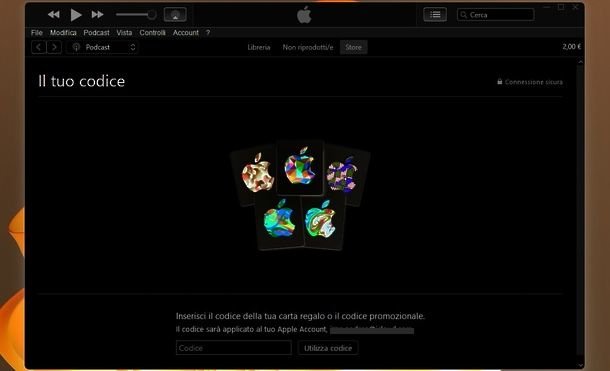 Cerca
File Modifica Podcast Vista Controlli Account ?
Podcast Libreria Non riprodotti/e Store 2,00 €
Il tuo codice
Connessione sicura
Inserisci il codice della tua carta regalo o il codice promozionale.
Il codice sarà applicato al tuo Apple Account,
Codice Utilizza codice